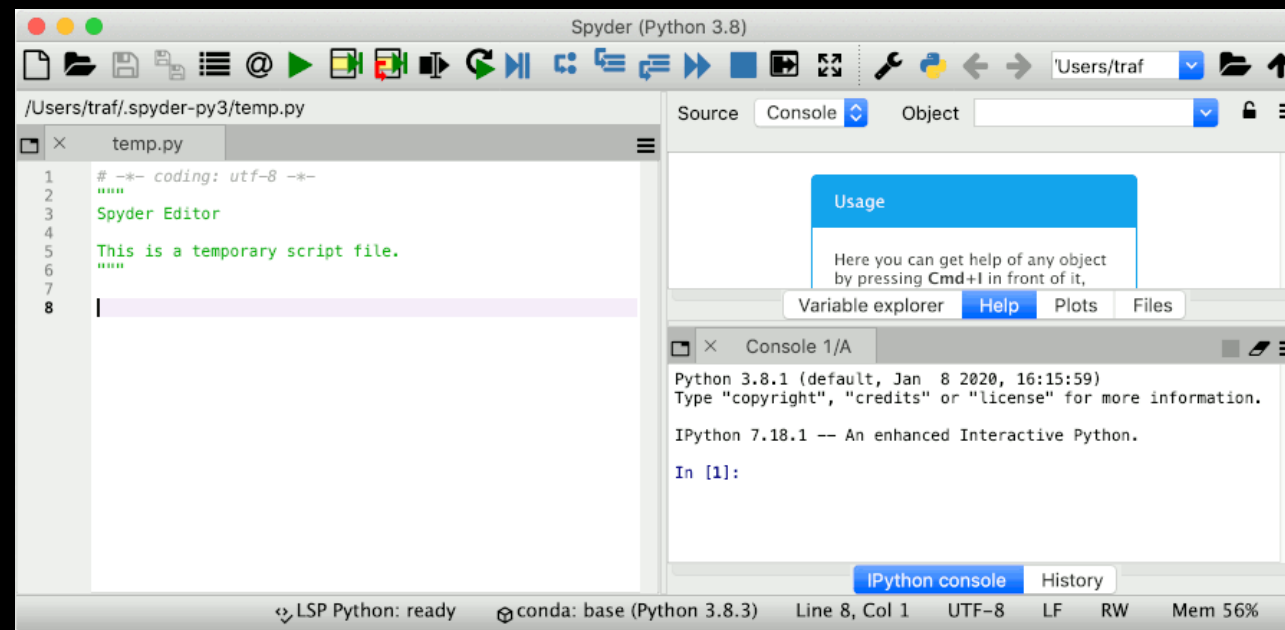 Spyder (Python 3.8)
'Users/traf
/Users/traf/.spyder-py3/temp.py
temp.py
1 # -*- coding: utf-8 -*-
2 """
3 Spyder Editor
4
5 This is a temporary script file.
6 """
7
8
Source Console Object
Usage
Here you can get help of any object
by pressing Cmd+I in front of it,
Variable explorer Help Plots Files
Console 1/A
Python 3.8.1 (default, Jan  8 2020, 16:15:59)
Type "copyright", "credits" or "license" for more information.
IPython 7.18.1 -- An enhanced Interactive Python.
In [1]:
IPython console History
LSP Python: ready conda: base (Python 3.8.3) Line 8, Col 1 UTF-8 LF RW Mem 56%